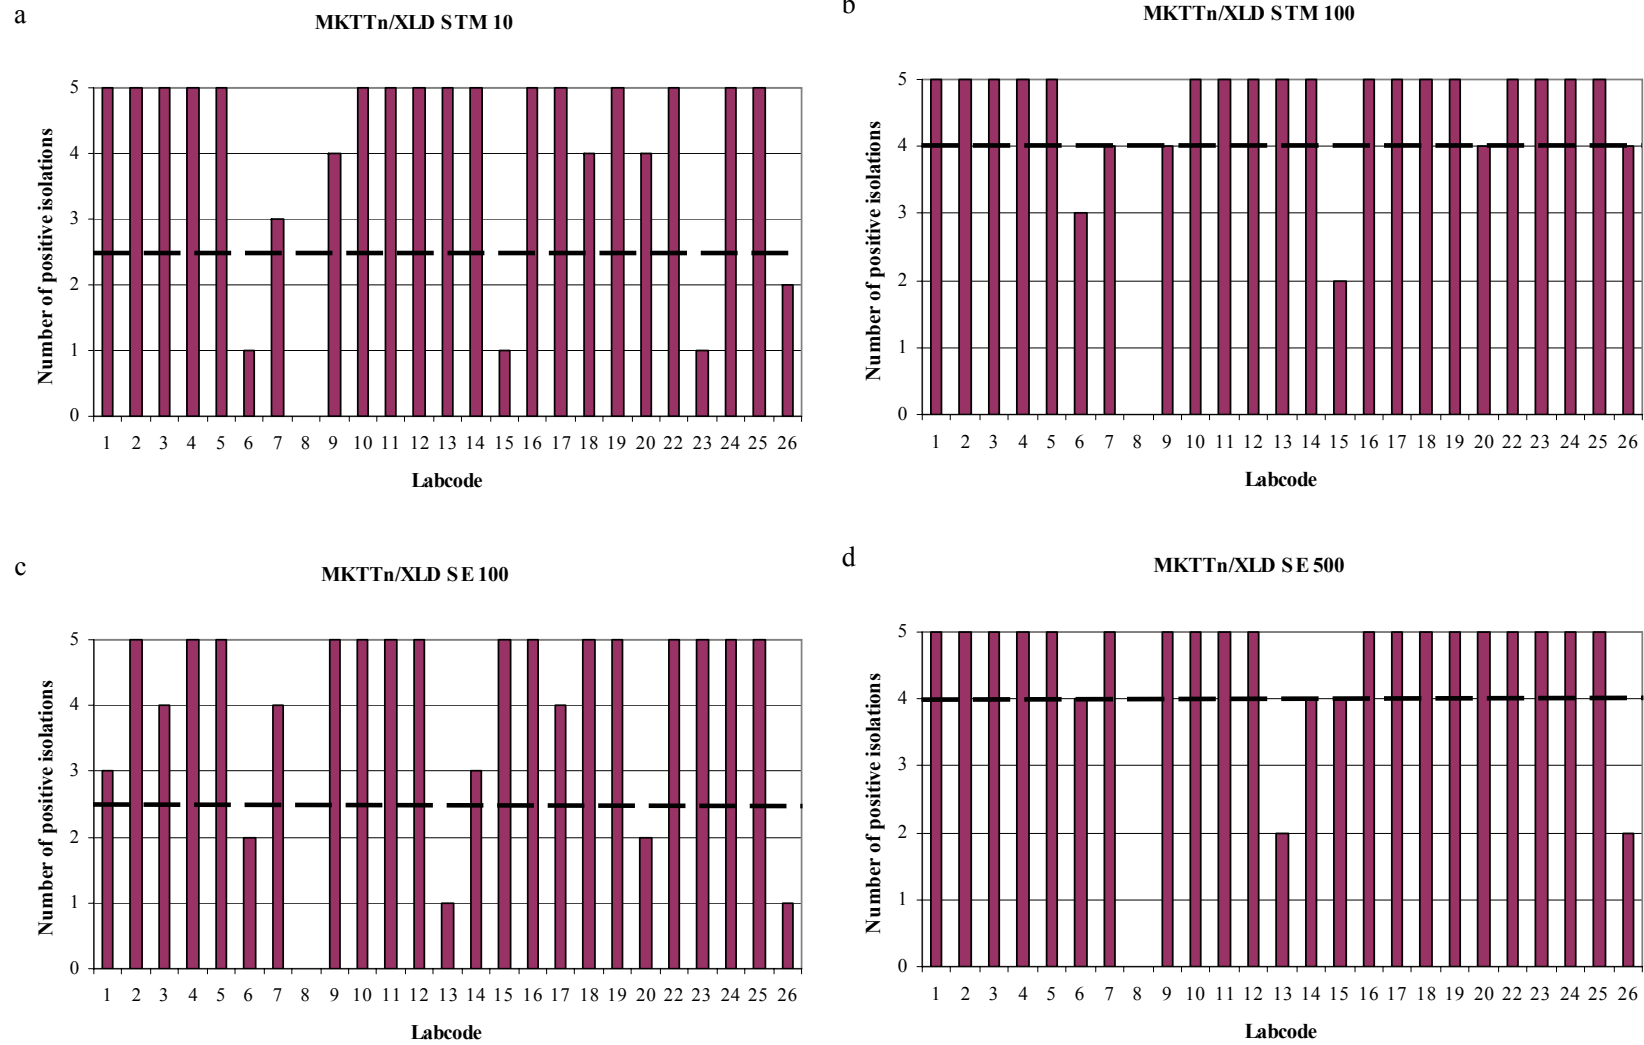 a
MKTTn/XLD STM 10
Number of positive isolations
5
4
3
2
1
0
1 2 3 4 5 6 7 8 9 10 11 12 13 14 15 16 17 18 19 20 22 23 24 25 26
Labcode
b
MKTTn/XLD STM 100
Number of positive isolations
5
4
3
2
1
0
1 2 3 4 5 6 7 8 9 10 11 12 13 14 15 16 17 18 19 20 22 23 24 25 26
Labcode
c
MKTTn/XLD SE 100
Number of positive isolations
5
4
3
2
1
0
1 2 3 4 5 6 7 8 9 10 11 12 13 14 15 16 17 18 19 20 22 23 24 25 26
Labcode
d
MKTTn/XLD SE 500
Number of positive isolations
5
4
3
2
1
0
1 2 3 4 5 6 7 8 9 10 11 12 13 14 15 16 17 18 19 20 22 23 24 25 26
Labcode